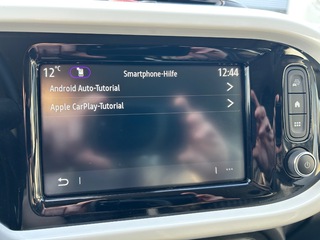 12°C Smartphone-Hilfe 12:44
Android Auto-Tutorial
Apple CarPlay-Tutorial